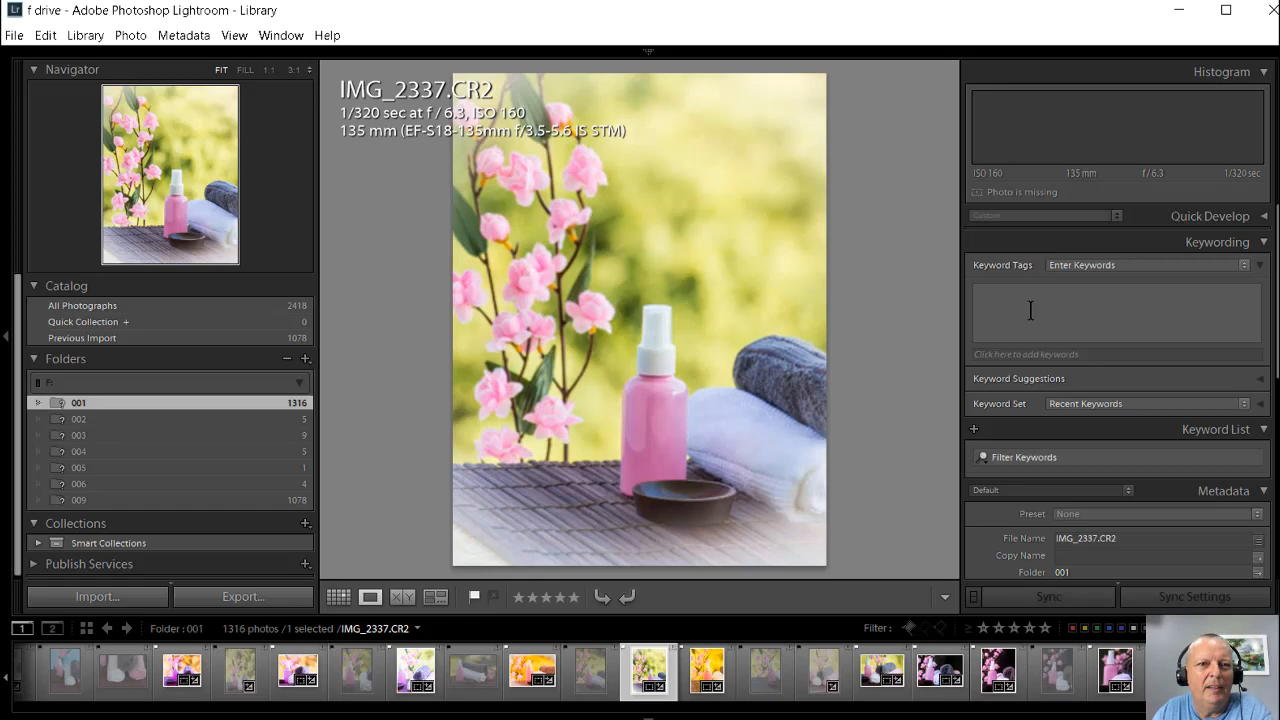 Lr f drive - Adobe Photoshop Lightroom - Library
File Edit Library Photo Metadata View Window Help
Navigator FIT FILL 1:1 3:1
Catalog
All Photographs 2418
Quick Collection + 0
Previous Import 1078
Folders
F:
001 1316
002 5
003 9
004 5
005 1
006 4
009 1078
Collections
Smart Collections
Publish Services
Import... Export...
IMG_2337.CR2
1/320 sec at f / 6.3, ISO 160
135 mm (EF-S18-135mm f/3.5-5.6 IS STM)
Histogram
ISO 160 135 mm f / 6.3 1/320 sec
Photo is missing
Custom Quick Develop
Keywording
Keyword Tags Enter Keywords
Click here to add keywords
Keyword Suggestions
Keyword Set Recent Keywords
Keyword List
Filter Keywords
Default Metadata
Preset None
File Name IMG_2337.CR2
Copy Name
Folder 001
Sync Sync Settings
XY
1 2 Folder : 001 1316 photos / 1 selected / IMG_2337.CR2 Filter :